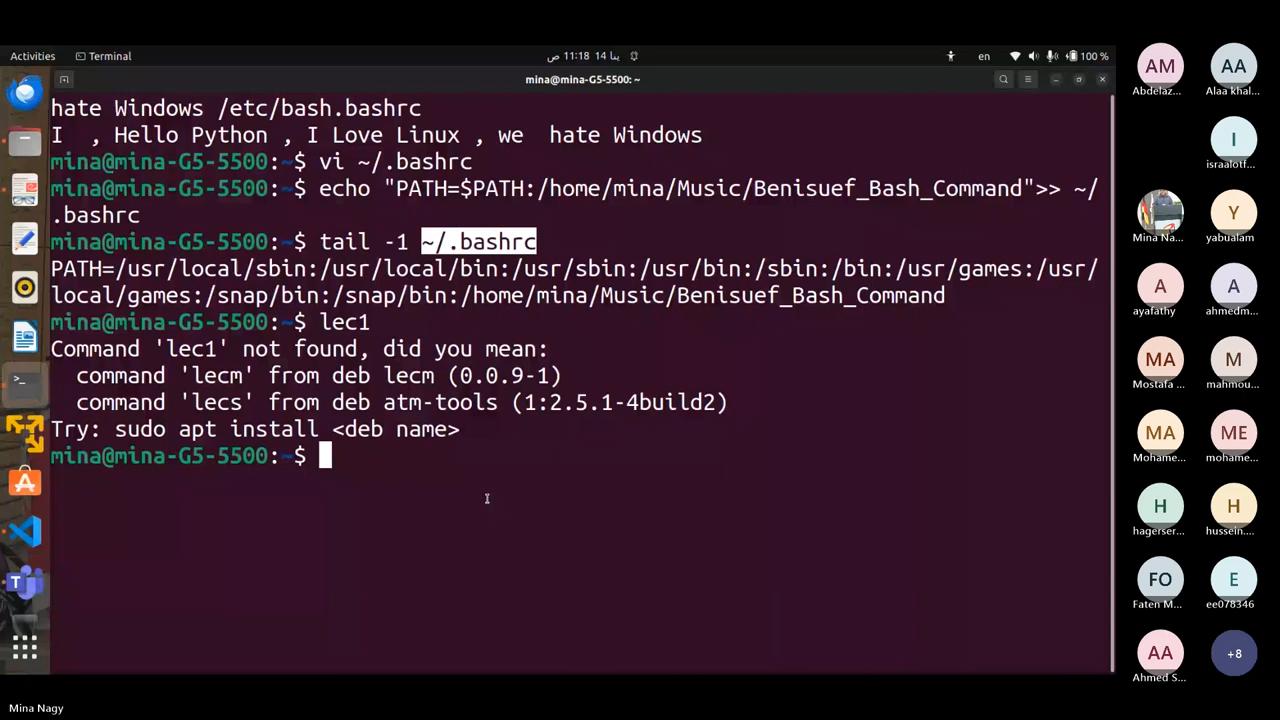 Activities
Terminal
ص 11:18 14 ينا
en
100 %
mina@mina-G5-5500: ~
hate Windows /etc/bash.bashrc
I  , Hello Python , I Love Linux , we  hate Windows
mina@mina-G5-5500:~$ vi ~/.bashrc
mina@mina-G5-5500:~$ echo "PATH=$PATH:/home/mina/Music/Benisuef_Bash_Command">> ~/
.bashrc
mina@mina-G5-5500:~$ tail -1 ~/.bashrc
PATH=/usr/local/sbin:/usr/local/bin:/usr/sbin:/usr/bin:/sbin:/bin:/usr/games:/usr/
local/games:/snap/bin:/snap/bin:/home/mina/Music/Benisuef_Bash_Command
mina@mina-G5-5500:~$ lec1
Command 'lec1' not found, did you mean:
  command 'lecm' from deb lecm (0.0.9-1)
  command 'lecs' from deb atm-tools (1:2.5.1-4build2)
Try: sudo apt install <deb name>
mina@mina-G5-5500:~$
AM
AA
Abdelaz...
Alaa khal...
I
israalotf...
Y
Mina Na...
yabualam
A
A
ayafathy
ahmedm...
MA
M
Mostafa ...
mahmou...
MA
ME
Mohame...
mohame...
H
H
hagerser...
hussein....
FO
E
Faten M...
ee078346
AA
+8
Ahmed S...
Mina Nagy